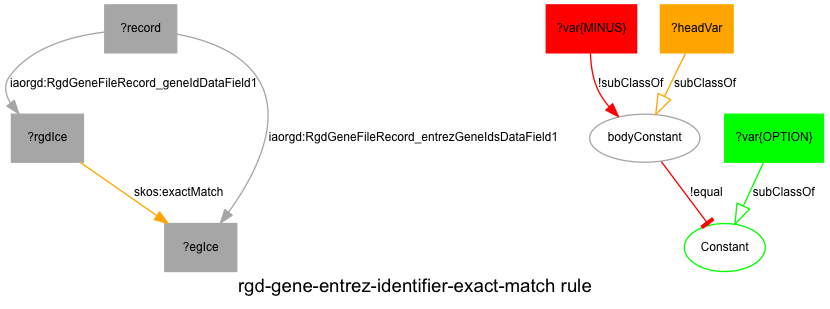 ?record
?var{MINUS}
?headVar
iaorgd:RgdGeneFileRecord_geneIdDataField1
!subClassOf
subClassOf
?rgdIce
iaorgd:RgdGeneFileRecord_entrezGeneIdsDataField1
bodyConstant
?var{OPTION}
skos:exactMatch
!equal
subClassOf
?egIce
Constant
rgd-gene-entrez-identifier-exact-match rule